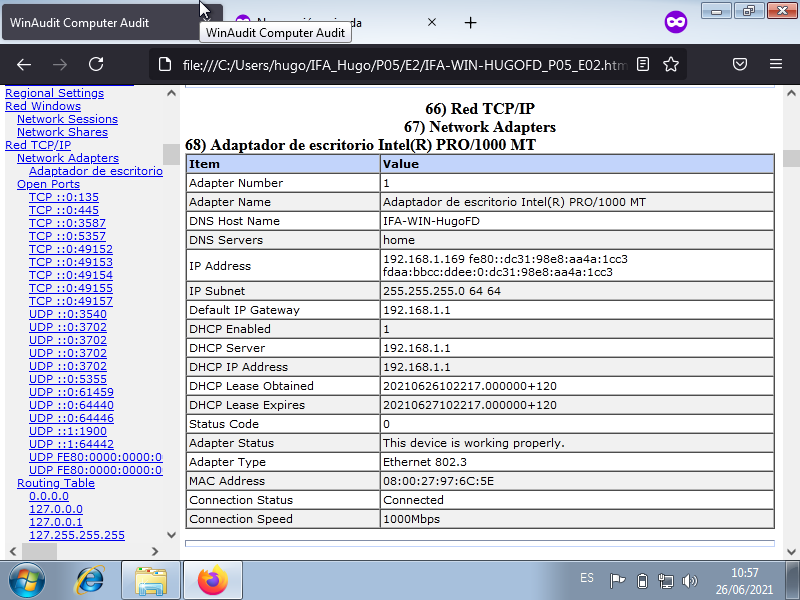 WinAudit Computer Audit
da
WinAudit Computer Audit
file:///C:/Users/hugo/IFA_Hugo/P05/E2/IFA-WIN-HUGOFD_P05_E02.htm
Regional Settings
Red Windows
Network Sessions
Network Shares
Red TCP/IP
Network Adapters
Adaptador de escritorio
Open Ports
TCP ::0:135
TCP ::0:445
TCP ::0:3587
TCP ::0:5357
TCP ::0:49152
TCP ::0:49153
TCP ::0:49154
TCP ::0:49155
TCP ::0:49157
UDP ::0:3540
UDP ::0:3702
UDP ::0:3702
UDP ::0:3702
UDP ::0:3702
UDP ::0:5355
UDP ::0:61459
UDP ::0:64440
UDP ::0:64446
UDP ::1:1900
UDP ::1:64442
UDP FE80:0000:0000:0
UDP FE80:0000:0000:0
Routing Table
0.0.0.0
127.0.0.0
127.0.0.1
127.255.255.255
66) Red TCP/IP
67) Network Adapters
68) Adaptador de escritorio Intel(R) PRO/1000 MT
Item Value
Adapter Number 1
Adapter Name Adaptador de escritorio Intel(R) PRO/1000 MT
DNS Host Name IFA-WIN-HugoFD
DNS Servers home
IP Address 192.168.1.169 fe80::dc31:98e8:aa4a:1cc3
fdaa:bbcc:ddee:0:dc31:98e8:aa4a:1cc3
IP Subnet 255.255.255.0 64 64
Default IP Gateway 192.168.1.1
DHCP Enabled 1
DHCP Server 192.168.1.1
DHCP IP Address 192.168.1.1
DHCP Lease Obtained 20210626102217.000000+120
DHCP Lease Expires 20210627102217.000000+120
Status Code 0
Adapter Status This device is working properly.
Adapter Type Ethernet 802.3
MAC Address 08:00:27:97:6C:5E
Connection Status Connected
Connection Speed 1000Mbps
ES
10:57
26/06/2021